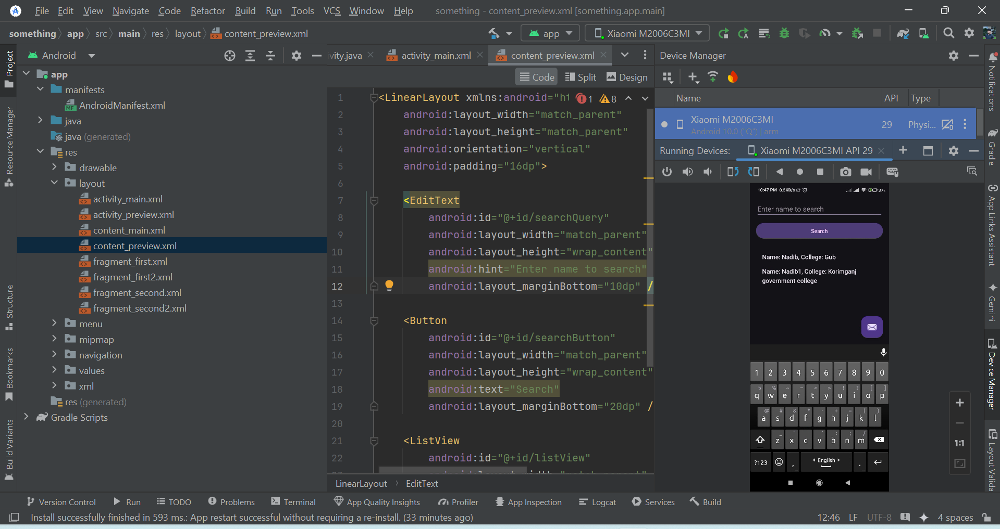 File Edit View Navigate Code Refactor Build Run Tools VCS Window Help something - content_preview.xml [something.app.main]
something app src main res layout content_preview.xml
app Xiaomi M2006C3MI
Project
Resource Manager
Structure
Bookmarks
Build Variants
Android
app
manifests
MF AndroidManifest.xml
java
java (generated)
res
drawable
layout
activity_main.xml
activity_preview.xml
content_main.xml
content_preview.xml
fragment_first.xml
fragment_first2.xml
fragment_second.xml
fragment_second2.xml
menu
mipmap
navigation
values
xml
res (generated)
Gradle Scripts
vity.java activity_main.xml content_preview.xml
Code Split Design
1 <LinearLayout xmlns:android="ht 1 8
2 android:layout_width="match_parent"
3 android:layout_height="match_parent"
4 android:orientation="vertical"
5 android:padding="16dp">
6
7 <EditText
8 android:id="@+id/searchQuery"
9 android:layout_width="match_parent"
10 android:layout_height="wrap_content"
11 android:hint="Enter name to search"
12 android:layout_marginBottom="10dp" /
13
14 <Button
15 android:id="@+id/searchButton"
16 android:layout_width="match_parent"
17 android:layout_height="wrap_content"
18 android:text="Search"
19 android:layout_marginBottom="20dp" /
20
21 <ListView
22 android:id="@+id/listView"
LinearLayout EditText
Device Manager
Name API Type
Xiaomi M2006C3MI 29 Physi...
Android 10.0 ("Q") | arm
Running Devices: Xiaomi M2006C3MI API 29
10:47 PM 0.5KB/s 37
Enter name to search
Search
Name: Nadib, College: Gub
Name: Nadib1, College: Korimganj
government college
1 2 3 4 5 6 7 8 9 0
q w e r t y u i o p
a s d f g h j k l
z x c v b n m
?123 , English .
1:1
Notifications
Gradle
App Links Assistant
Gemini
Device Manager
Layout Valida
Version Control Run TODO Problems Terminal App Quality Insights Profiler App Inspection Logcat Services Build
Install successfully finished in 593 ms.: App restart successful without requiring a re-install. (33 minutes ago) 12:46 LF UTF-8 4 spaces